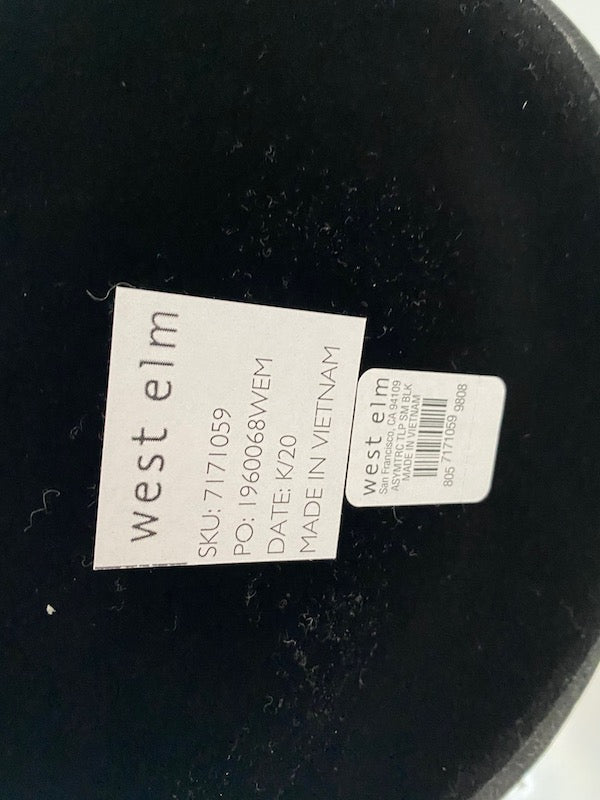 west elm
SKU: 7171059
PO: 1960068WEM
DATE: K/20
MADE IN VIETNAM
west elm
San Francisco, CA 94109
ASYMTRC TLP SM BLK
MADE IN VIETNAM
805 7171059 9808